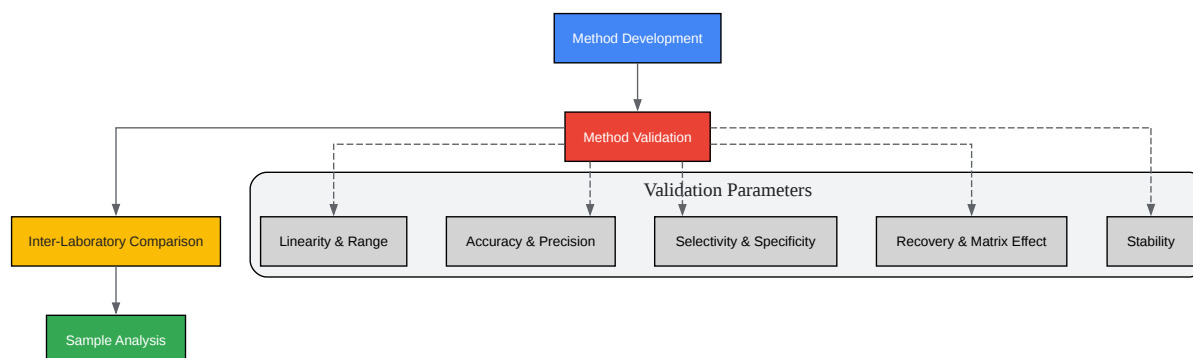 Method Development
Method Validation
Validation Parameters
Inter-Laboratory Comparison
Linearity & Range
Accuracy & Precision
Selectivity & Specificity
Recovery & Matrix Effect
Stability
Sample Analysis